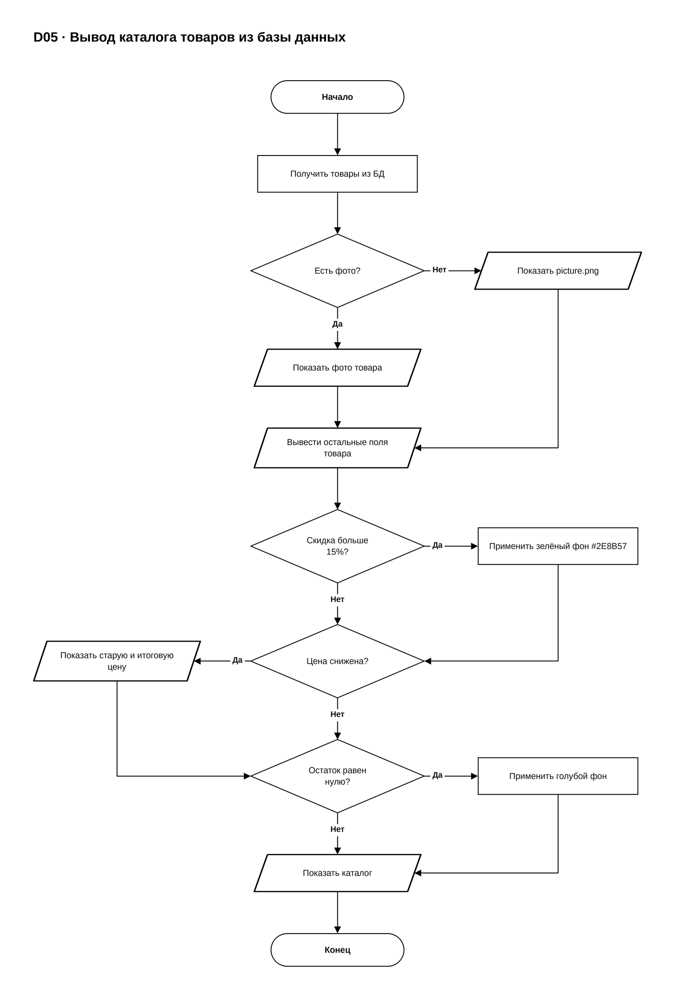 D05 · Вывод каталога товаров из базы данных
Начало
Получить товары из БД
Есть фото?
Нет
Показать picture.png
Да
Показать фото товара
Вывести остальные поля
товара
Скидка больше
15%?
Да
Применить зелёный фон #2E8B57
Нет
Показать старую и итоговую
цену
Да
Цена снижена?
Нет
Остаток равен
нулю?
Да
Применить голубой фон
Нет
Показать каталог
Конец